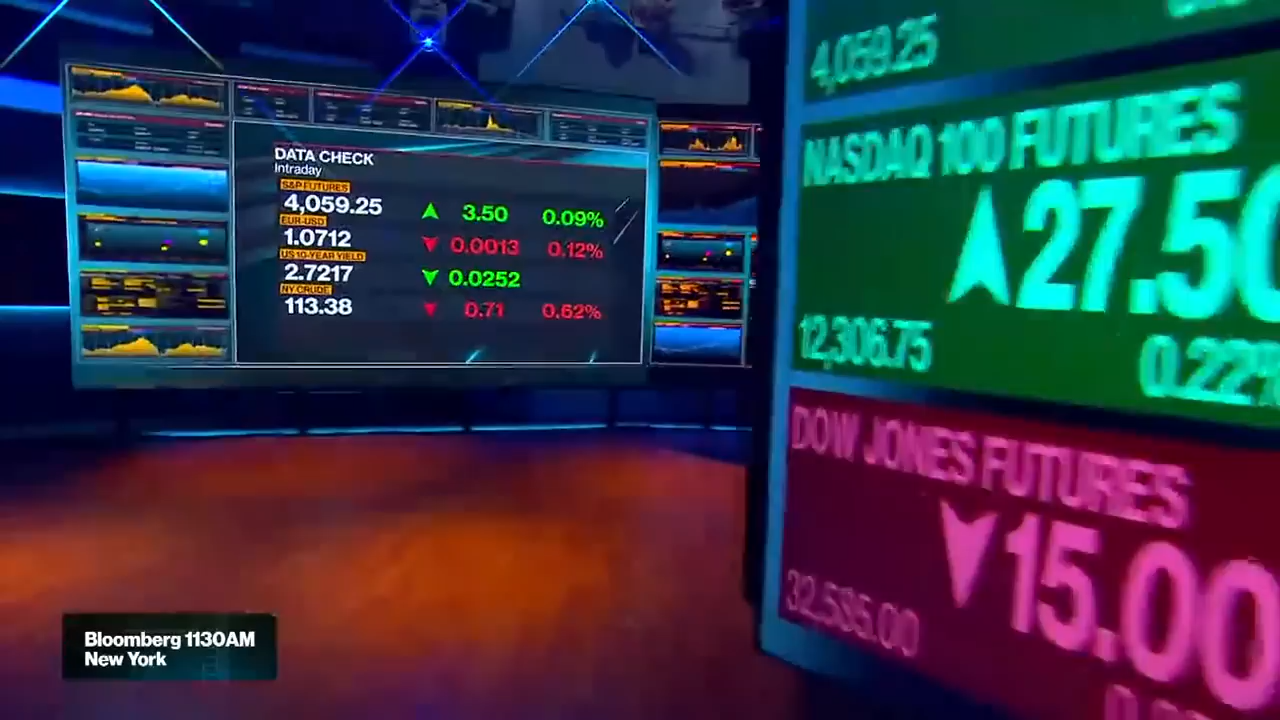 DATA CHECK
Intraday
S&P FUTURES
4,059.25 ▲ 3.50 0.09%
EUR-USD
1.0712 ▼ 0.0013 0.12%
US 10-YEAR YIELD
2.7217 ▼ 0.0252
NY CRUDE
113.38 ▼ 0.71 0.62%
4,059.25
NASDAQ 100 FUTURES
▲27.50
12,306.75 0.22%
DOW JONES FUTURES
▼15.00
Bloomberg 1130AM
New York